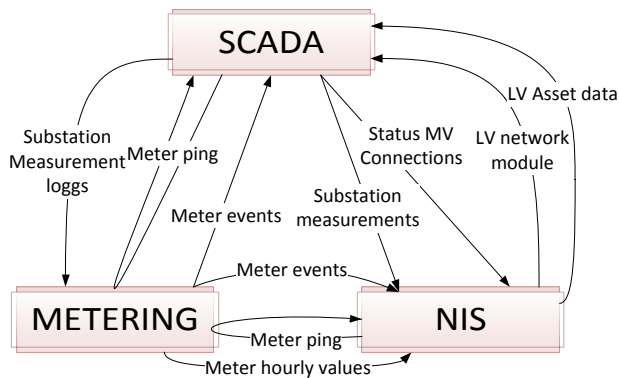 SCADA
LV Asset data
Substation
Measurement
loggs
Meter ping
Status MV
Connections
LV network
module
Meter events
Substation
measurements
Meter events
METERING
NIS
Meter ping
Meter hourly values